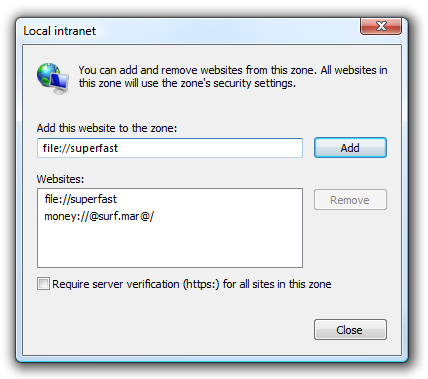 Local intranet
You can add and remove websites from this zone. All websites in
this zone will use the zone's security settings.
Add this website to the zone:
file://superfast
Add
Websites:
file://superfast
money://@surf.mar@/
Remove
Require server verification (https:) for all sites in this zone
Close